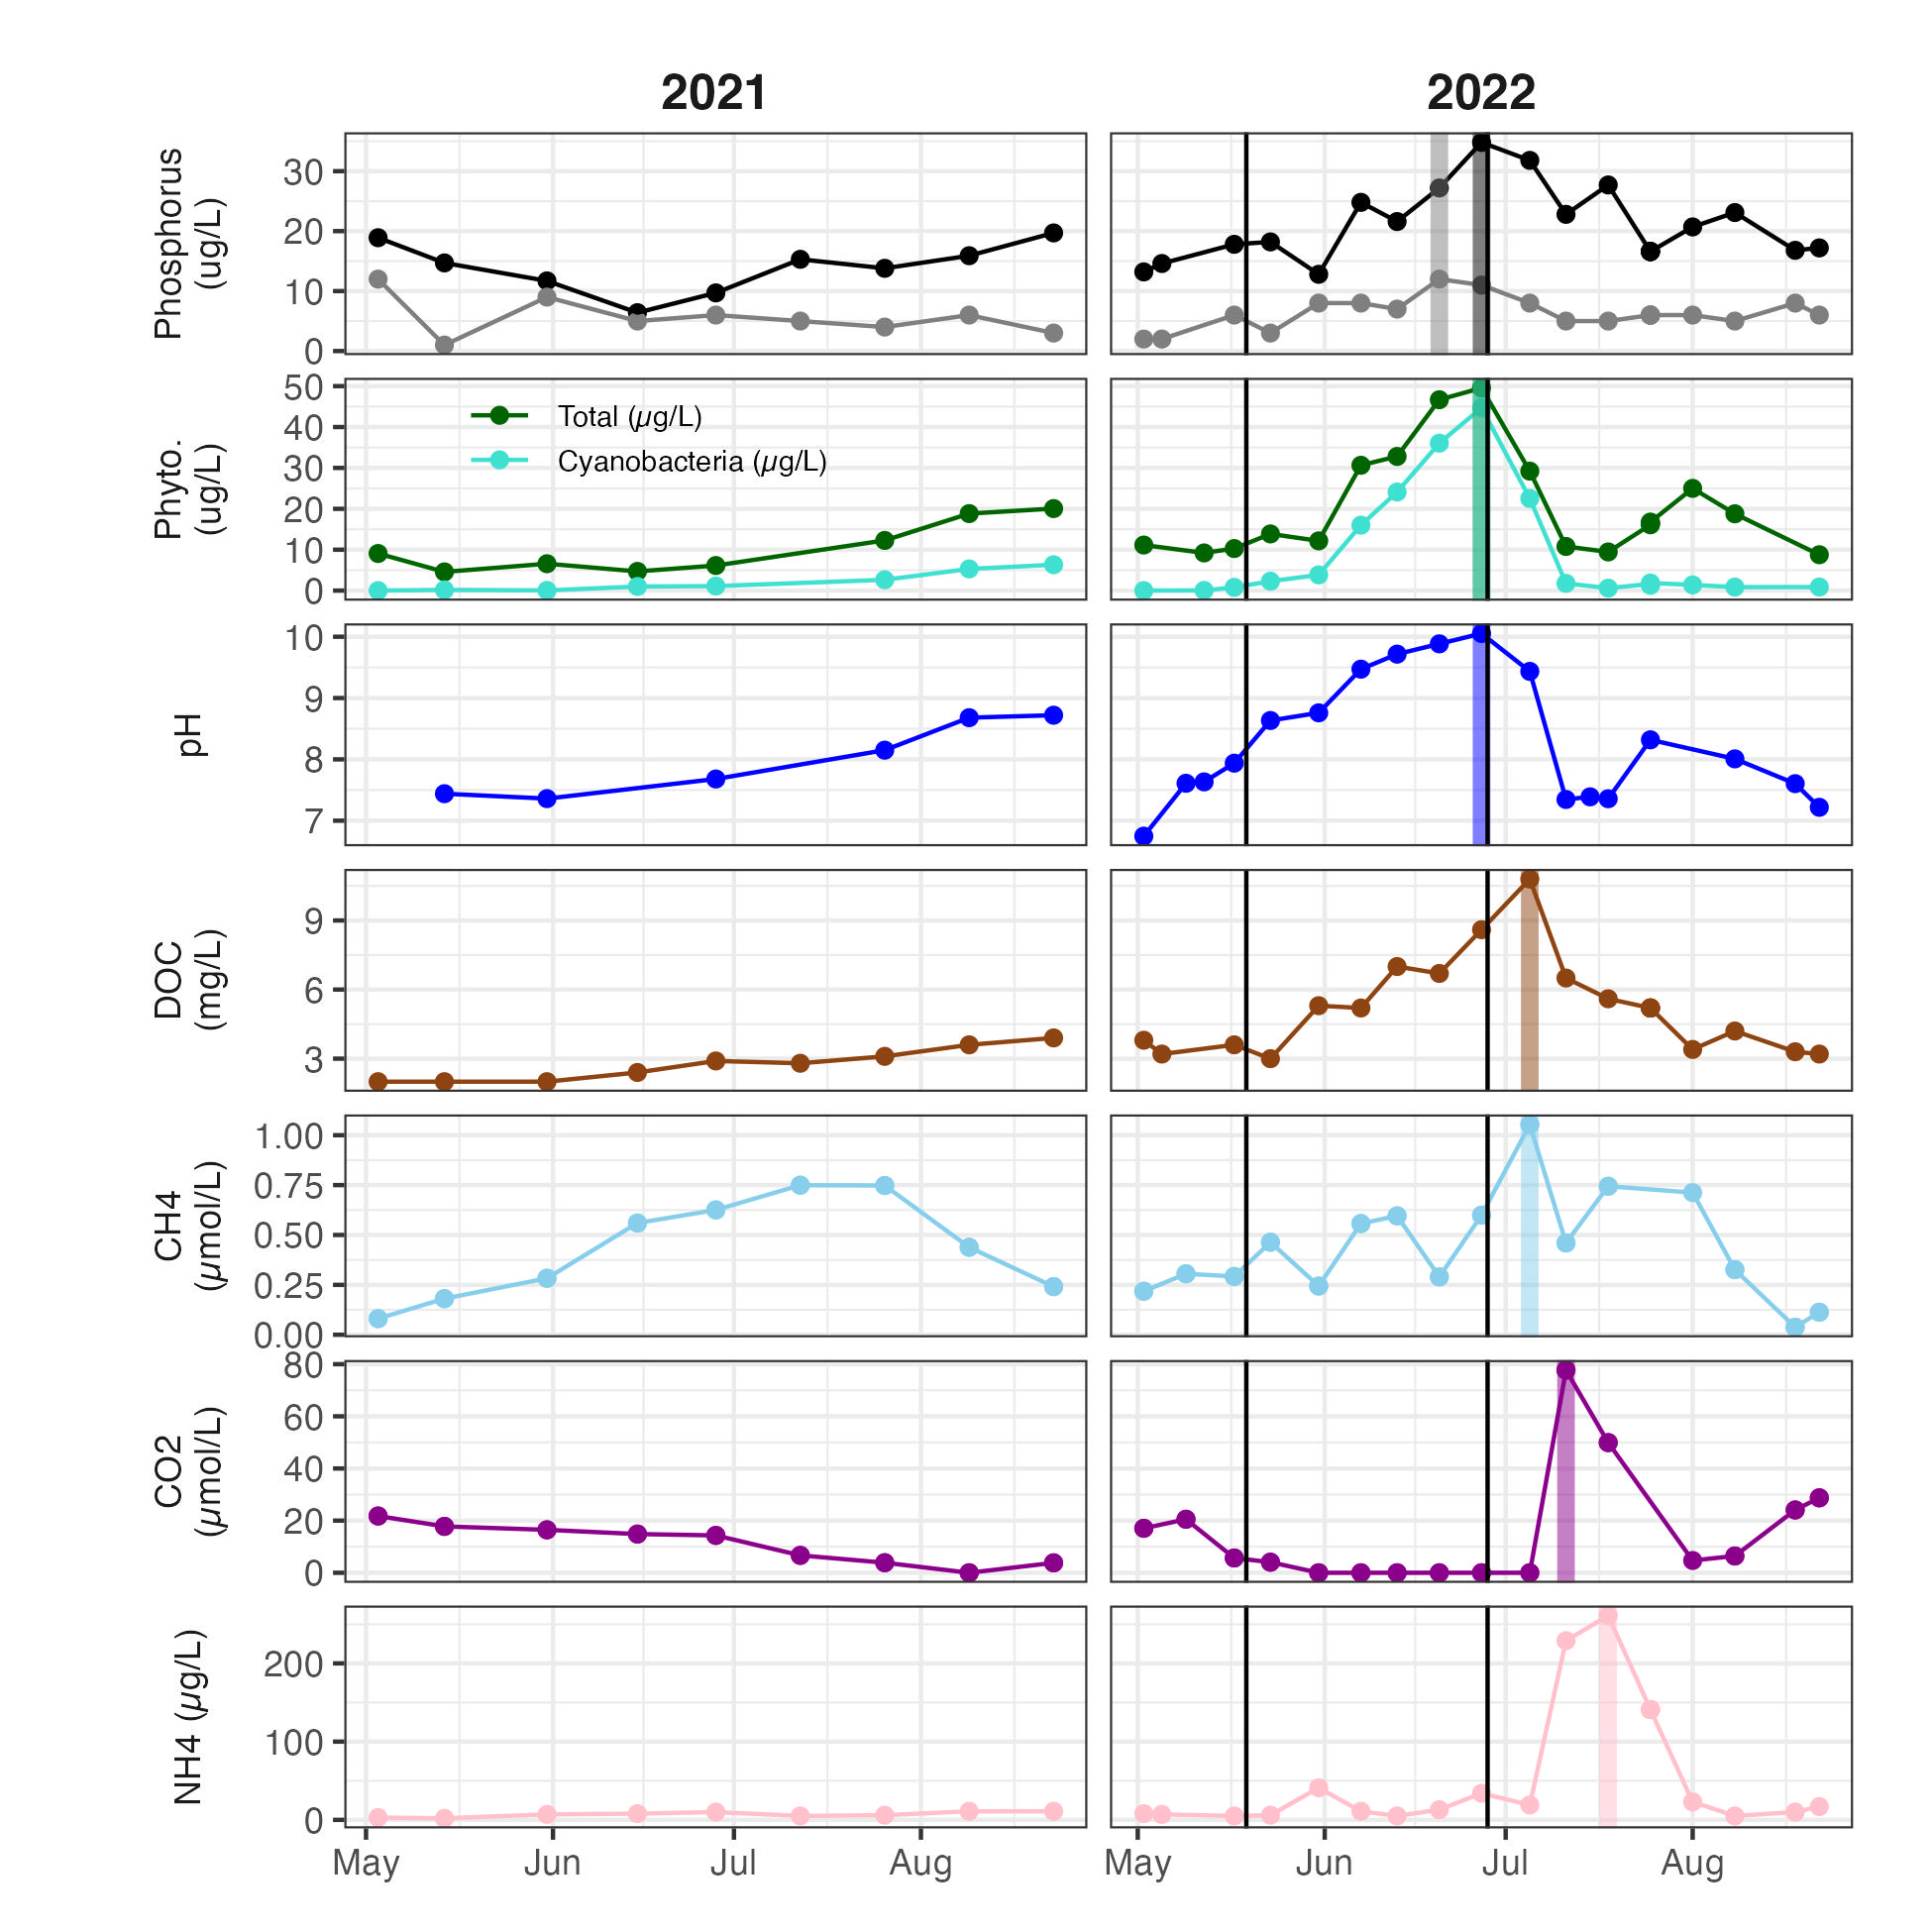 2021 2022
Phosphorus
(ug/L)
30
20
10
0
Phyto.
(ug/L)
50
40
30
20
10
0
Total (µg/L)
Cyanobacteria (µg/L)
pH
10
9
8
7
DOC
(mg/L)
9
6
3
CH4
(µmol/L)
1.00
0.75
0.50
0.25
0.00
CO2
(µmol/L)
80
60
40
20
0
NH4 (µg/L)
200
100
0
May Jun Jul Aug May Jun Jul Aug